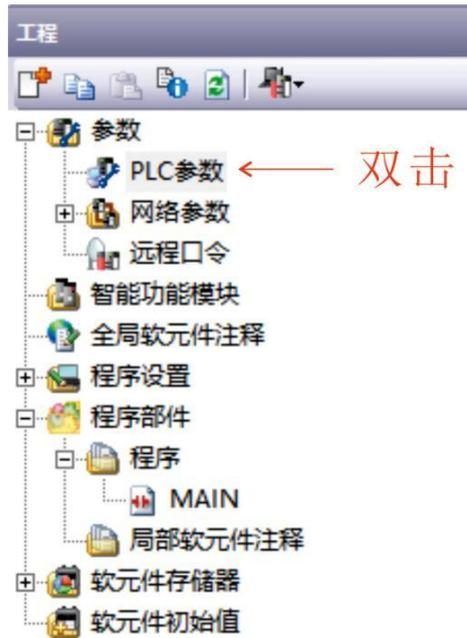 工程
参数
PLC参数 双击
网络参数
远程口令
智能功能模块
全局软元件注释
程序设置
程序部件
程序
MAIN
局部软元件注释
软元件存储器
软元件初始值